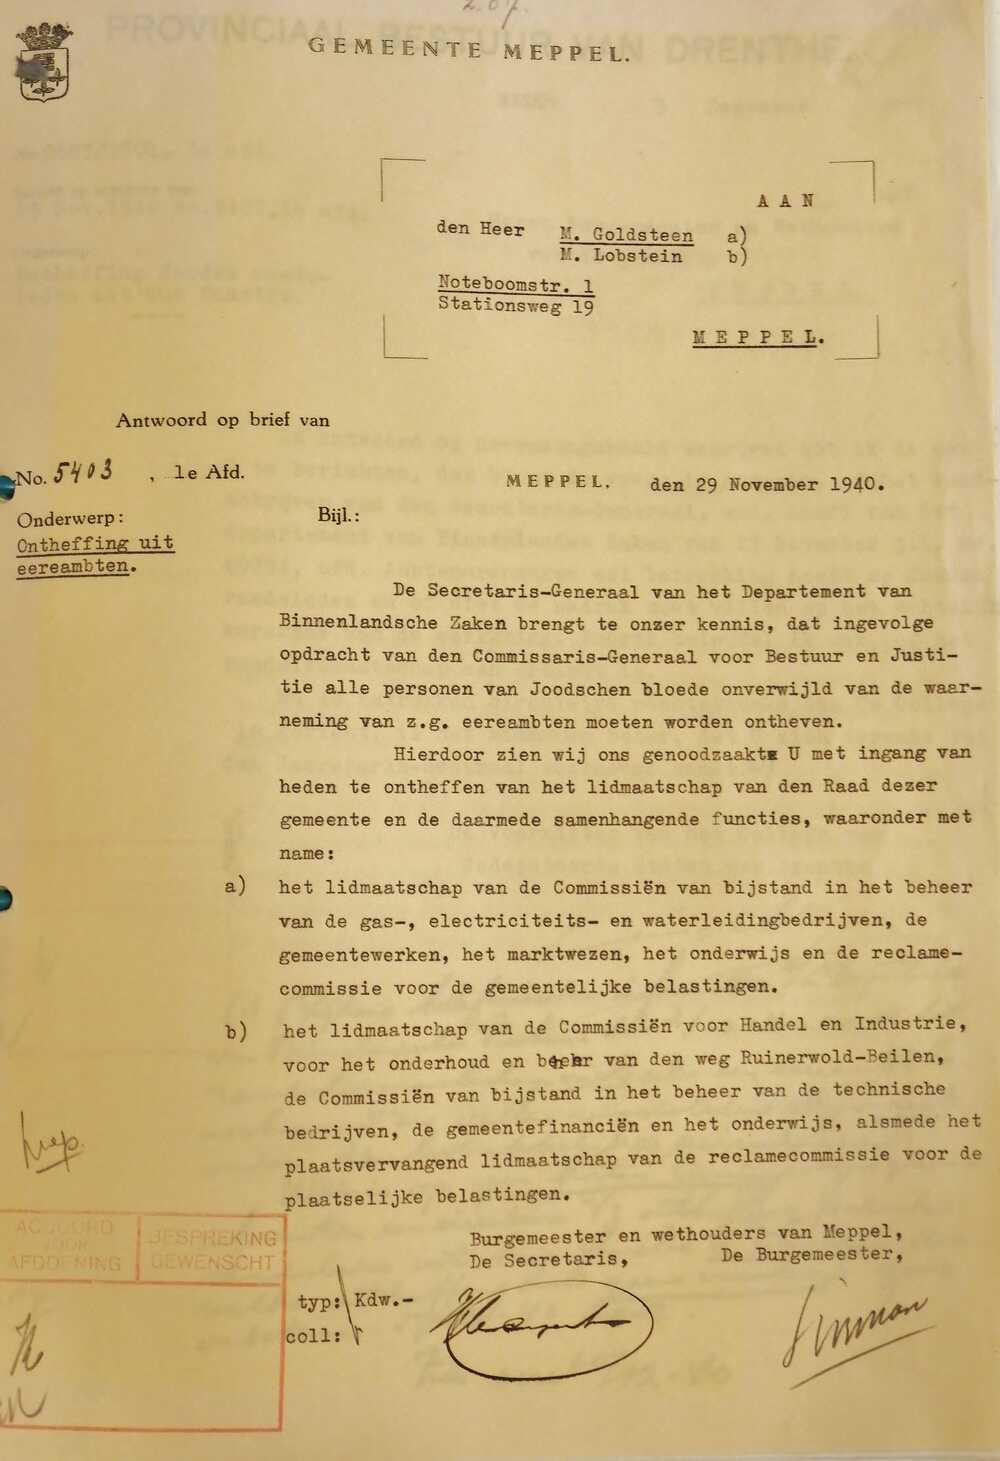 GEMEENTE MEPPEL.
AAN
den Heer M. Goldsteen a)
M. Lobstein b)
Noteboomstr. 1
Stationsweg 19
MEPPEL.
Antwoord op brief van
No. 5403 , 1e Afd.
MEPPEL. den 29 November 1940.
Onderwerp: Bijl.:
Ontheffing uit
eereambten.
De Secretaris-Generaal van het Departement van
Binnenlandsche Zaken brengt te onzer kennis, dat ingevolge
opdracht van den Commissaris-Generaal voor Bestuur en Justi-
tie alle personen van Joodschen bloede onverwijld van de waar-
neming van z.g. eereambten moeten worden ontheven.
Hierdoor zien wij ons genoodzaakt U met ingang van
heden te ontheffen van het lidmaatschap van den Raad dezer
gemeente en de daarmede samenhangende functies, waaronder met
name:
a) het lidmaatschap van de Commissiën van bijstand in het beheer
van de gas-, electriciteits- en waterleidingbedrijven, de
gemeentewerken, het marktwezen, het onderwijs en de reclame-
commissie voor de gemeentelijke belastingen.
b) het lidmaatschap van de Commissiën voor Handel en Industrie,
voor het onderhoud en beheer van den weg Ruinerwold-Beilen,
de Commissiën van bijstand in het beheer van de technische
bedrijven, de gemeentefinanciën en het onderwijs, alsmede het
plaatsvervangend lidmaatschap van de reclamecommissie voor de
plaatselijke belastingen.
Burgemeester en wethouders van Meppel,
De Secretaris, De Burgemeester,
ACCOORD
VOOR
AFDOENING
BESPREKING
GEWENSCHT
typ: Kdw.-
coll: